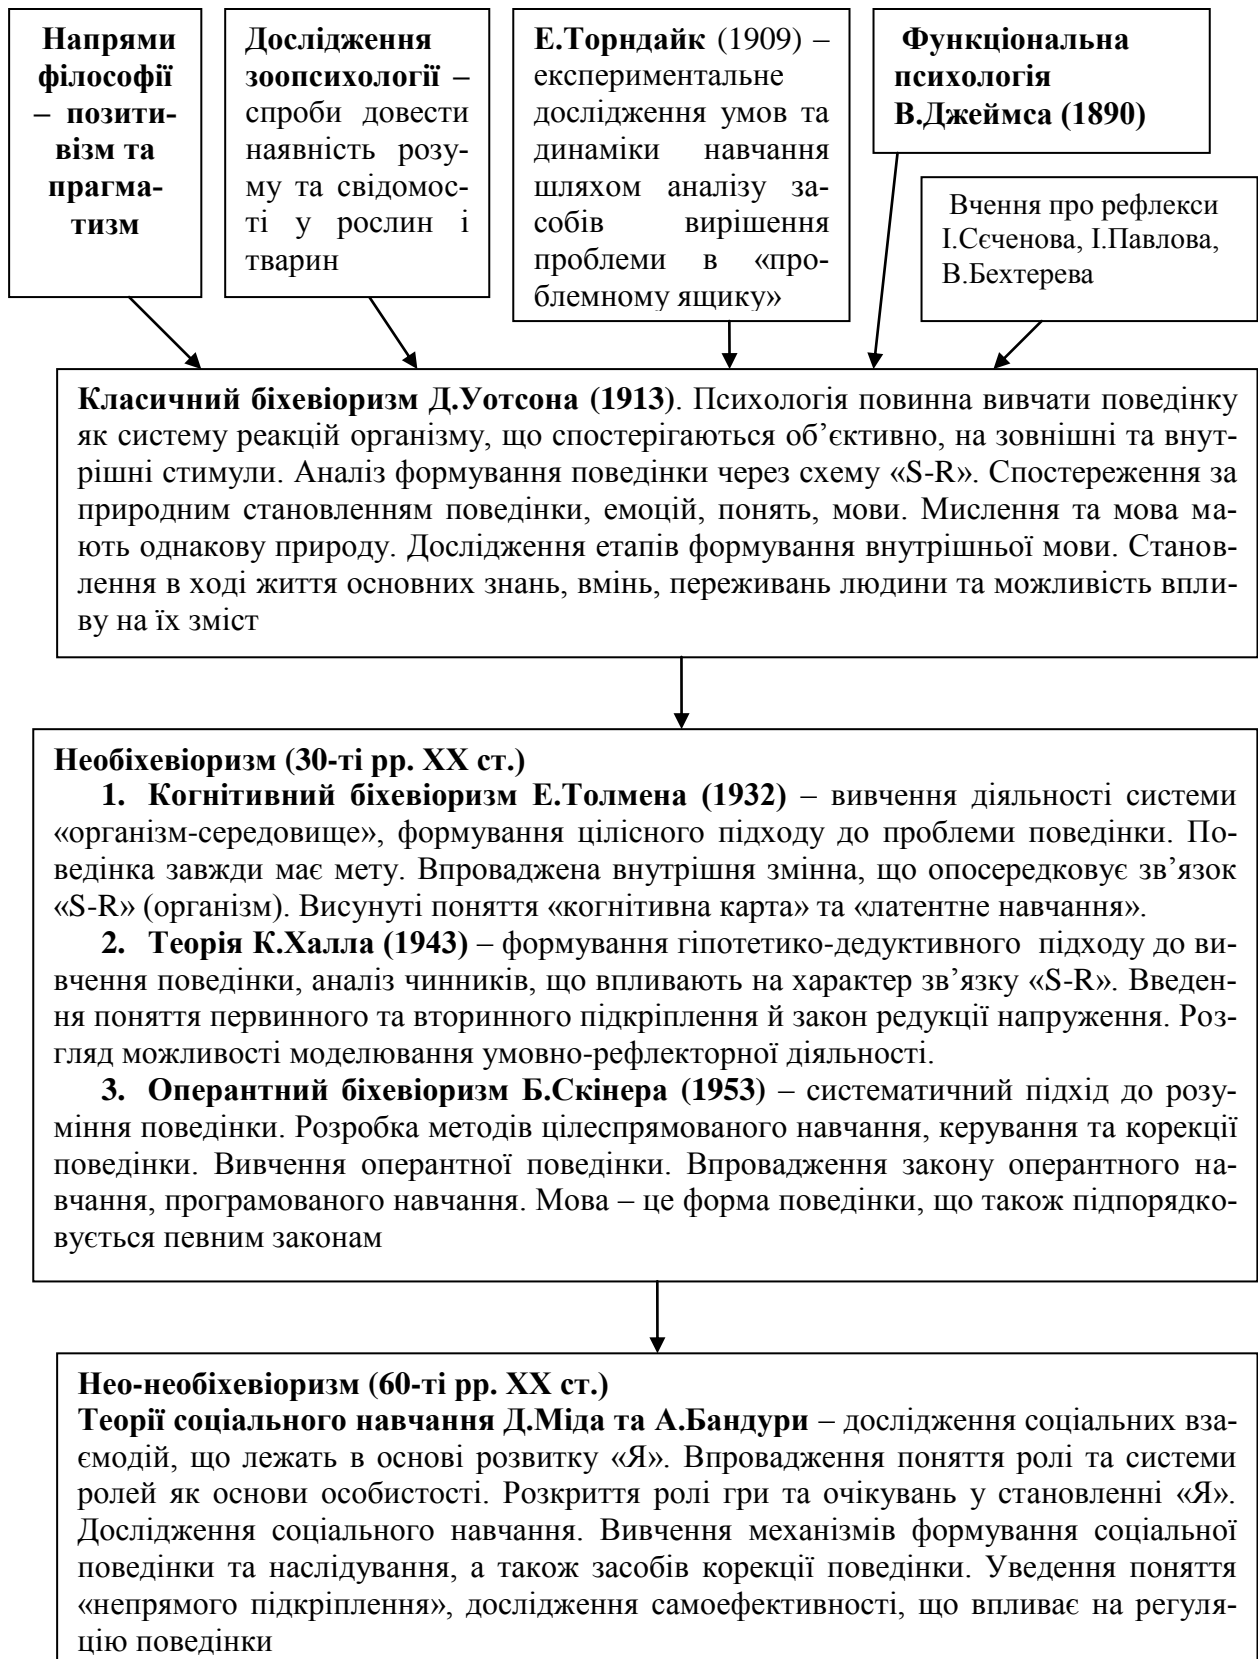 Напрями
філософії
– позити-
візм та
прагма-
тизм
Дослідження
зоопсихології –
спроби довести
наявність розу-
му та свідомос-
ті у рослин і
тварин
Е.Торндайк (1909) –
експериментальне
дослідження умов та
динаміки навчання
шляхом аналізу за-
собів вирішення
проблеми в «про-
блемному ящику»
Функціональна
психологія
В.Джеймса (1890)
Вчення про рефлекси
І.Сєченова, І.Павлова,
В.Бехтерева
Класичний біхевіоризм Д.Уотсона (1913). Психологія повинна вивчати поведінку
як систему реакцій організму, що спостерігаються об’єктивно, на зовнішні та внут-
рішні стимули. Аналіз формування поведінки через схему «S-R». Спостереження за
природним становленням поведінки, емоцій, понять, мови. Мислення та мова ма-
ють однакову природу. Дослідження етапів формування внутрішньої мови. Станов-
лення в ході життя основних знань, вмінь, переживань людини та можливість впли-
ву на їх зміст
Необіхевіоризм (30-ті рр. ХХ ст.)
1. Когнітивний біхевіоризм Е.Толмена (1932) – вивчення діяльності системи
«організм-середовище», формування цілісного підходу до проблеми поведінки. По-
ведінка завжди має мету. Впроваджена внутрішня змінна, що опосередковує зв’язок
«S-R» (організм). Висунуті поняття «когнітивна карта» та «латентне навчання».
2. Теорія К.Халла (1943) – формування гіпотетико-дедуктивного підходу до ви-
вчення поведінки, аналіз чинників, що впливають на характер зв’язку «S-R». Введен-
ня поняття первинного та вторинного підкріплення й закон редукції напруження. Роз-
гляд можливості моделювання умовно-рефлекторної діяльності.
3. Оперантний біхевіоризм Б.Скінера (1953) – систематичний підхід до розу-
міння поведінки. Розробка методів цілеспрямованого навчання, керування та корекції
поведінки. Вивчення оперантної поведінки. Впровадження закону оперантного на-
вчання, програмованого навчання. Мова – це форма поведінки, що також підпорядко-
вується певним законам
Нео-необіхевіоризм (60-ті рр. ХХ ст.)
Теорії соціального навчання Д.Міда та А.Бандури – дослідження соціальних вза-
ємодій, що лежать в основі розвитку «Я». Впровадження поняття ролі та системи
ролей як основи особистості. Розкриття ролі гри та очікувань у становленні «Я».
Дослідження соціального навчання. Вивчення механізмів формування соціальної
поведінки та наслідування, а також засобів корекції поведінки. Уведення поняття
«непрямого підкріплення», дослідження самоефективності, що впливає на регуля-
цію поведінки